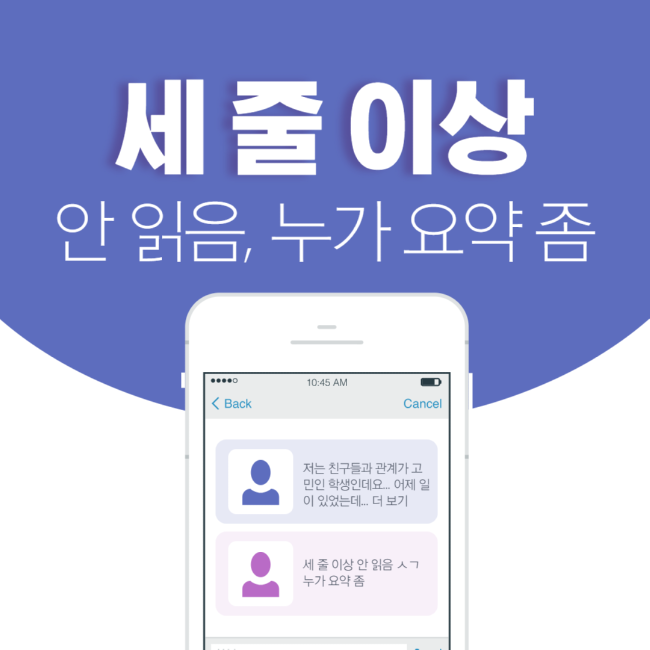 세 줄 이상
안 읽음, 누가 요약 좀
10:45 AM
Back
Cancel
저는 친구들과 관계가 고
민인 학생인데요... 어제 일
이 있었는데... 더 보기
세 줄 이상 안 읽음 ㅅㄱ
누가 요약 좀